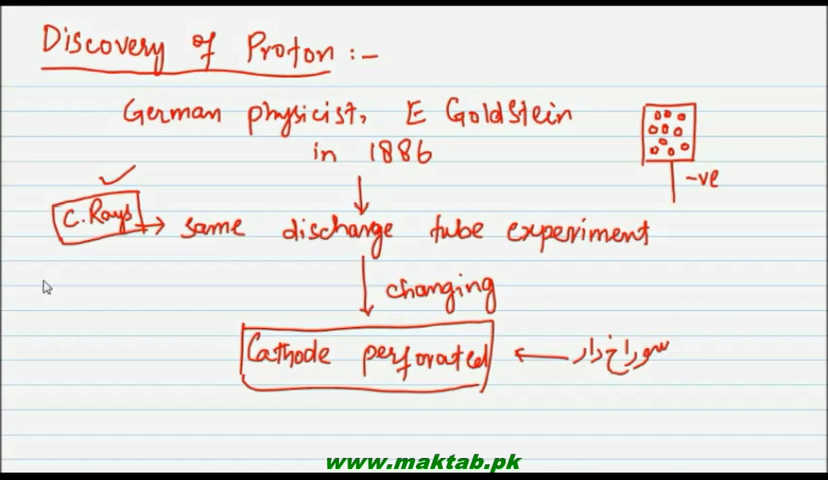 Discovery of Proton :-
German physicist, E Goldstein
in 1886
-ve
C. Rays → same discharge tube experiment
changing
Cathode perforated ← سوراخ دار
www.maktab.pk